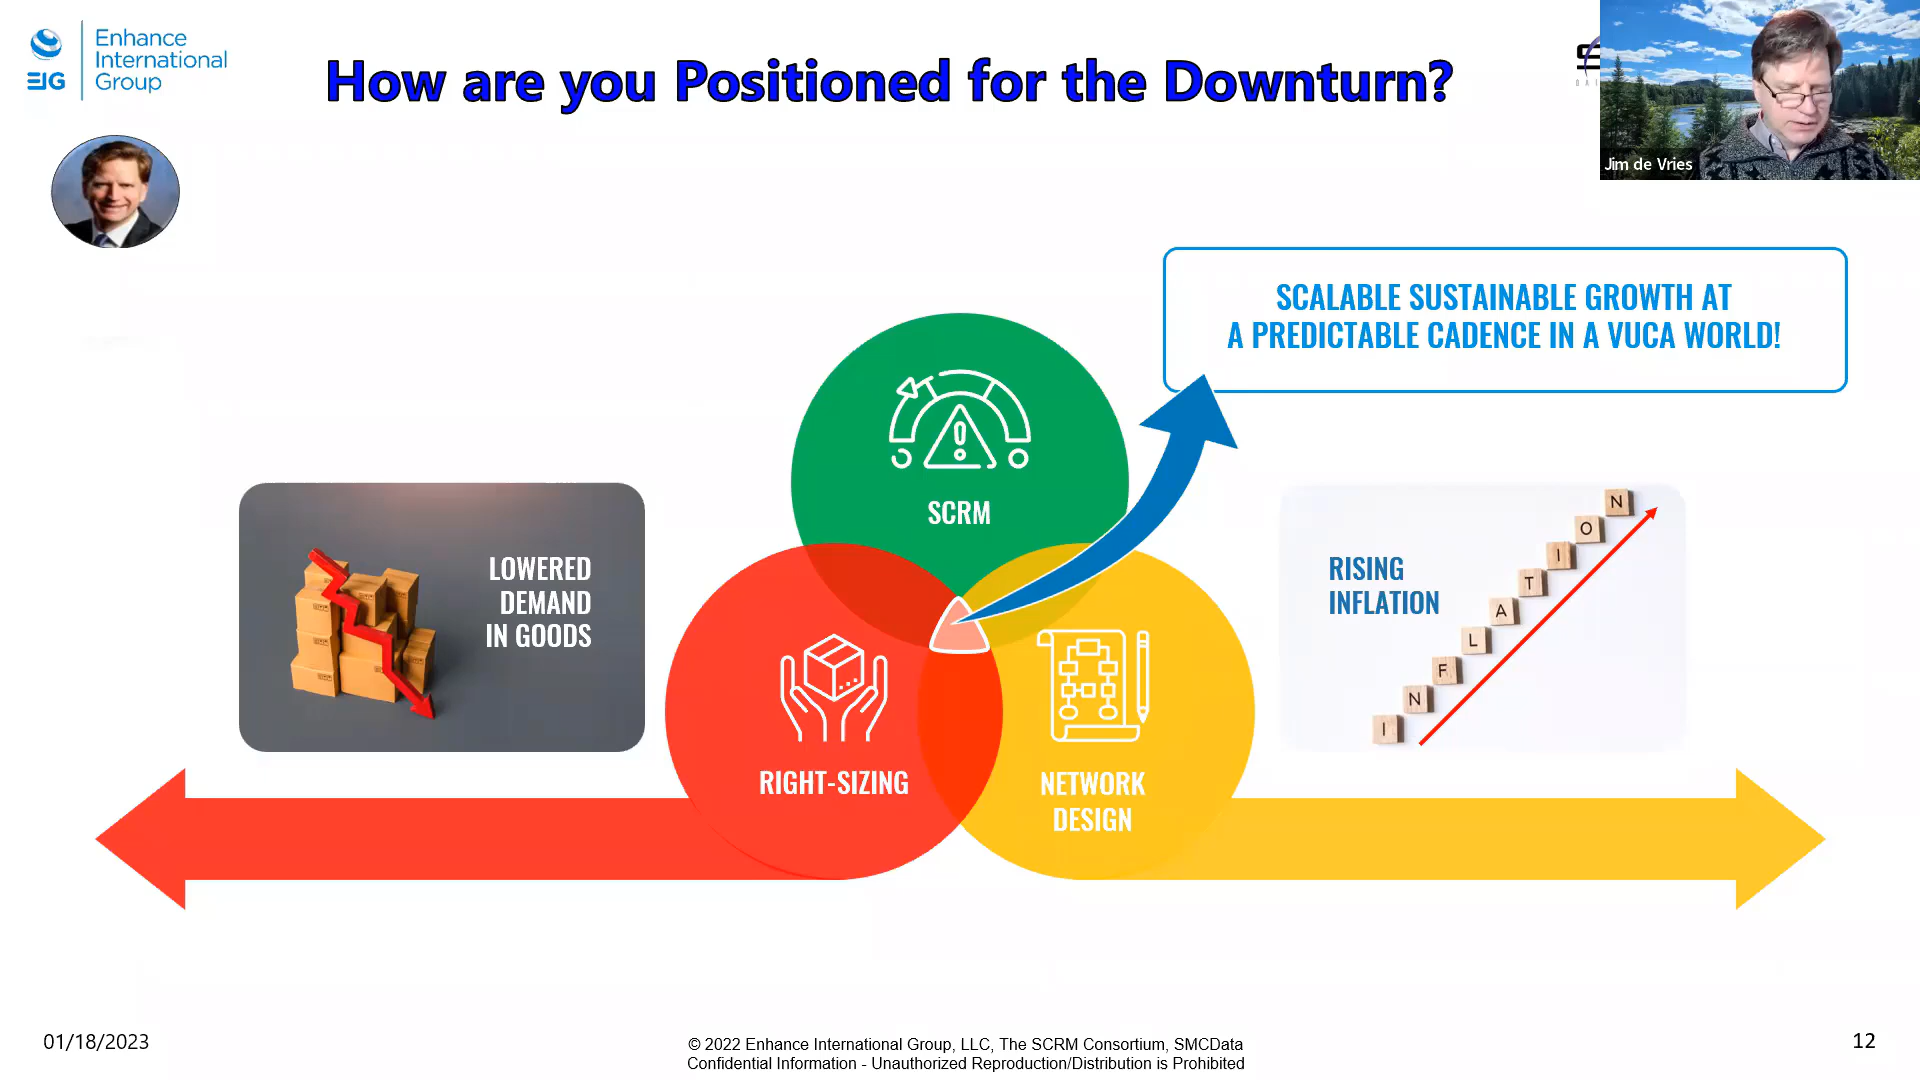 Enhance
International
Group
EIG
How are you Positioned for the Downturn?
Jim de Vries
SCALABLE SUSTAINABLE GROWTH AT
A PREDICTABLE CADENCE IN A VUCA WORLD!
SCRM
LOWERED
DEMAND
IN GOODS
RISING
INFLATION
INFLATION
RIGHT-SIZING
NETWORK
DESIGN
01/18/2023
© 2022 Enhance International Group, LLC, The SCRM Consortium, SMCData
Confidential Information - Unauthorized Reproduction/Distribution is Prohibited
12